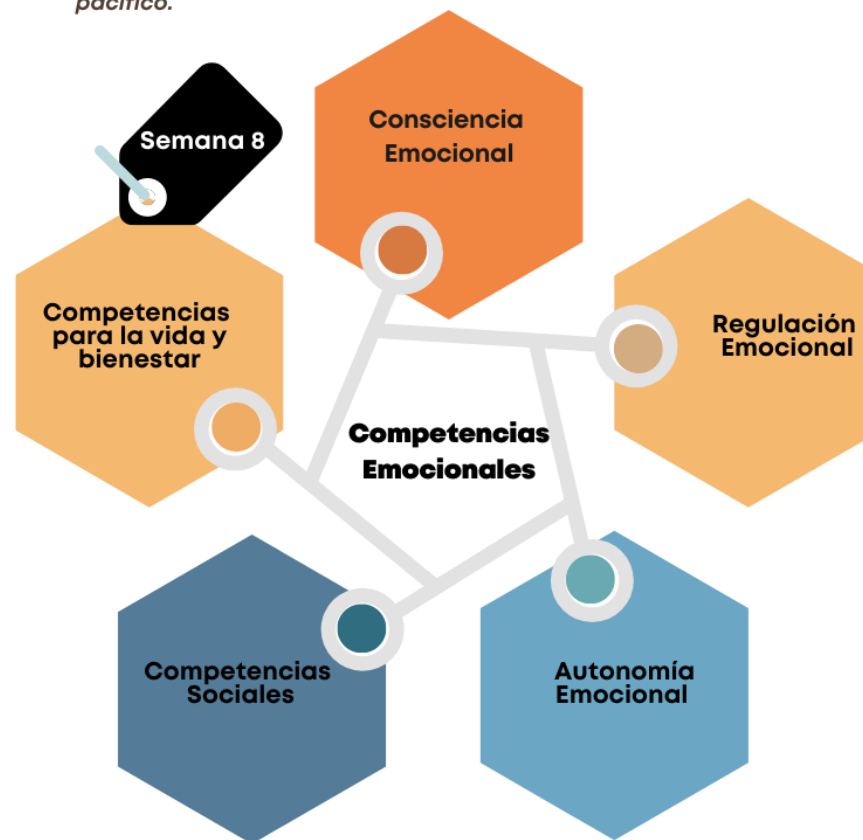 pacífico.
Semana 8
Consciencia
Emocional
Competencias
para la vida y
bienestar
Regulación
Emocional
Competencias
Emocionales
Competencias
Sociales
Autonomía
Emocional